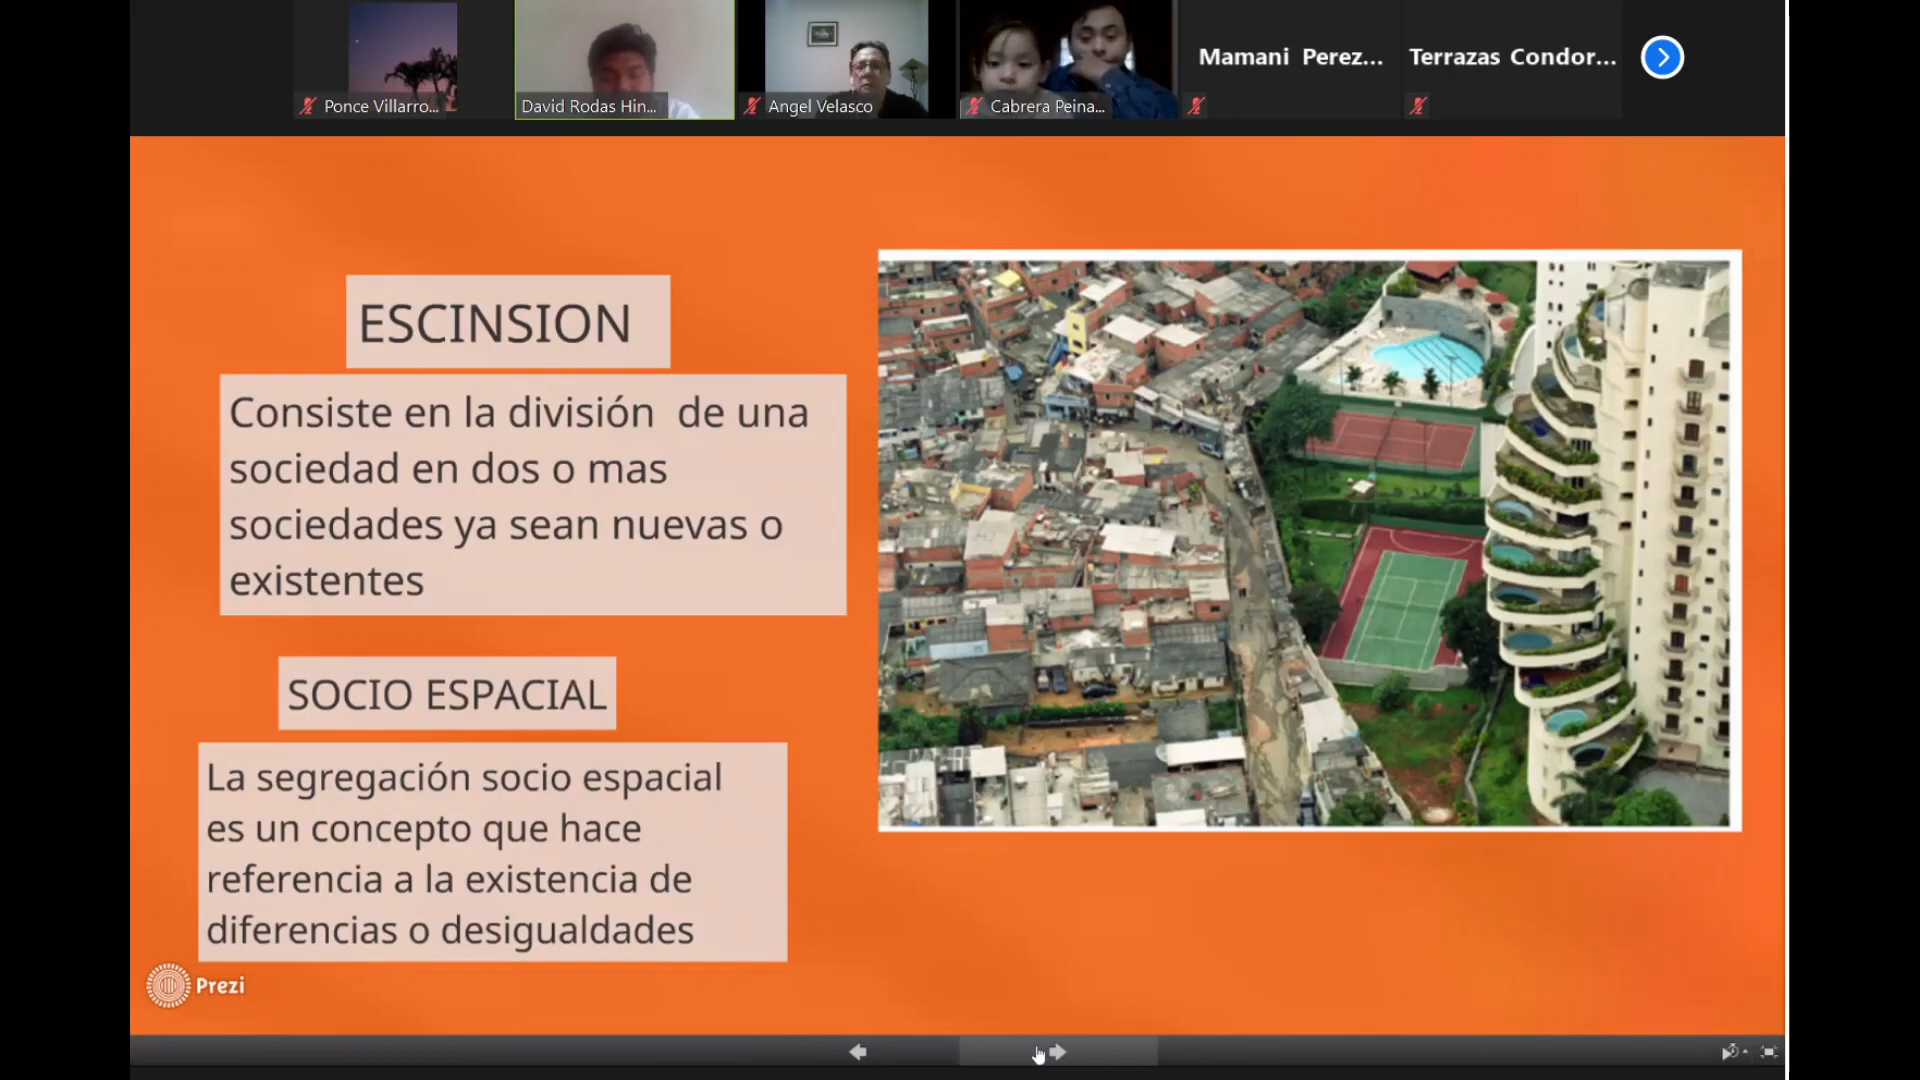 Ponce Villarro...
David Rodas Hin...
Angel Velasco
Cabrera Peina...
Mamani Perez...
Terrazas Condor...
ESCINSION
Consiste en la división de una
sociedad en dos o mas
sociedades ya sean nuevas o
existentes
SOCIO ESPACIAL
La segregación socio espacial
es un concepto que hace
referencia a la existencia de
diferencias o desigualdades
Prezi